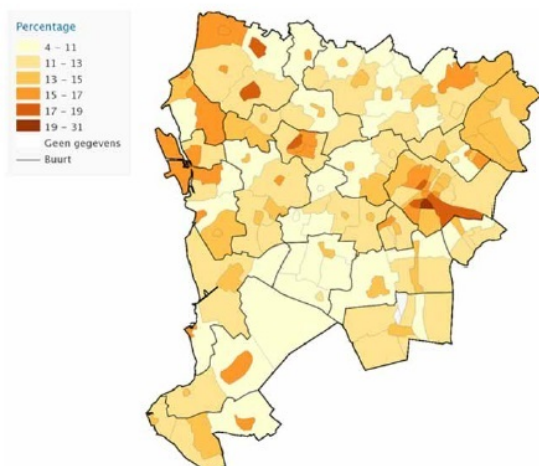 Percentage
4 - 11
11 - 13
13 - 15
15 - 17
17 - 19
19 - 31
Geen gegevens
Buurt